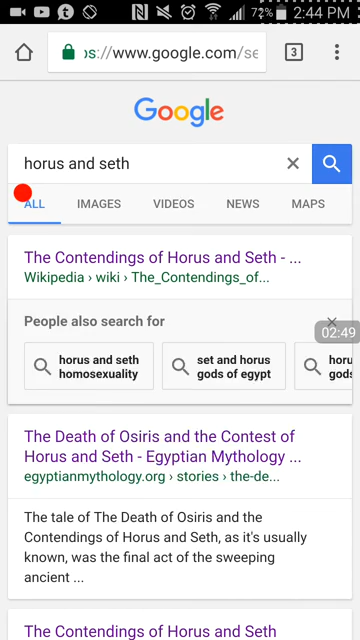 72% 2:44 PM
ps://www.google.com/se
3
Google
horus and seth
ALL IMAGES VIDEOS NEWS MAPS
The Contendings of Horus and Seth - ...
Wikipedia › wiki › The_Contendings_of...
People also search for
02:49
horus and seth
homosexuality
set and horus
gods of egypt
horu
gods
The Death of Osiris and the Contest of
Horus and Seth - Egyptian Mythology ...
egyptianmythology.org › stories › the-de...
The tale of The Death of Osiris and the
Contendings of Horus and Seth, as it's usually
known, was the final act of the sweeping
ancient ...
The Contendings of Horus and Seth